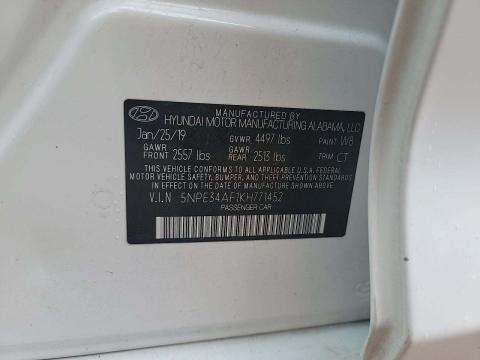 MANUFACTURED BY
HYUNDAI MOTOR MANUFACTURING ALABAMA, LLC
Jan/25/19 GVWR 4497 lbs PAINT W8
GAWR FRONT 2557 lbs GAWR REAR 2513 lbs TRIM CT
THIS VEHICLE CONFORMS TO ALL APPLICABLE U.S.A. FEDERAL
MOTOR VEHICLE SAFETY, BUMPER, AND THEFT PREVENTION STANDARDS
IN EFFECT ON THE DATE OF MANUFACTURE SHOWN ABOVE.
V.I.N 5NPE34AF1KH771452
PASSENGER CAR